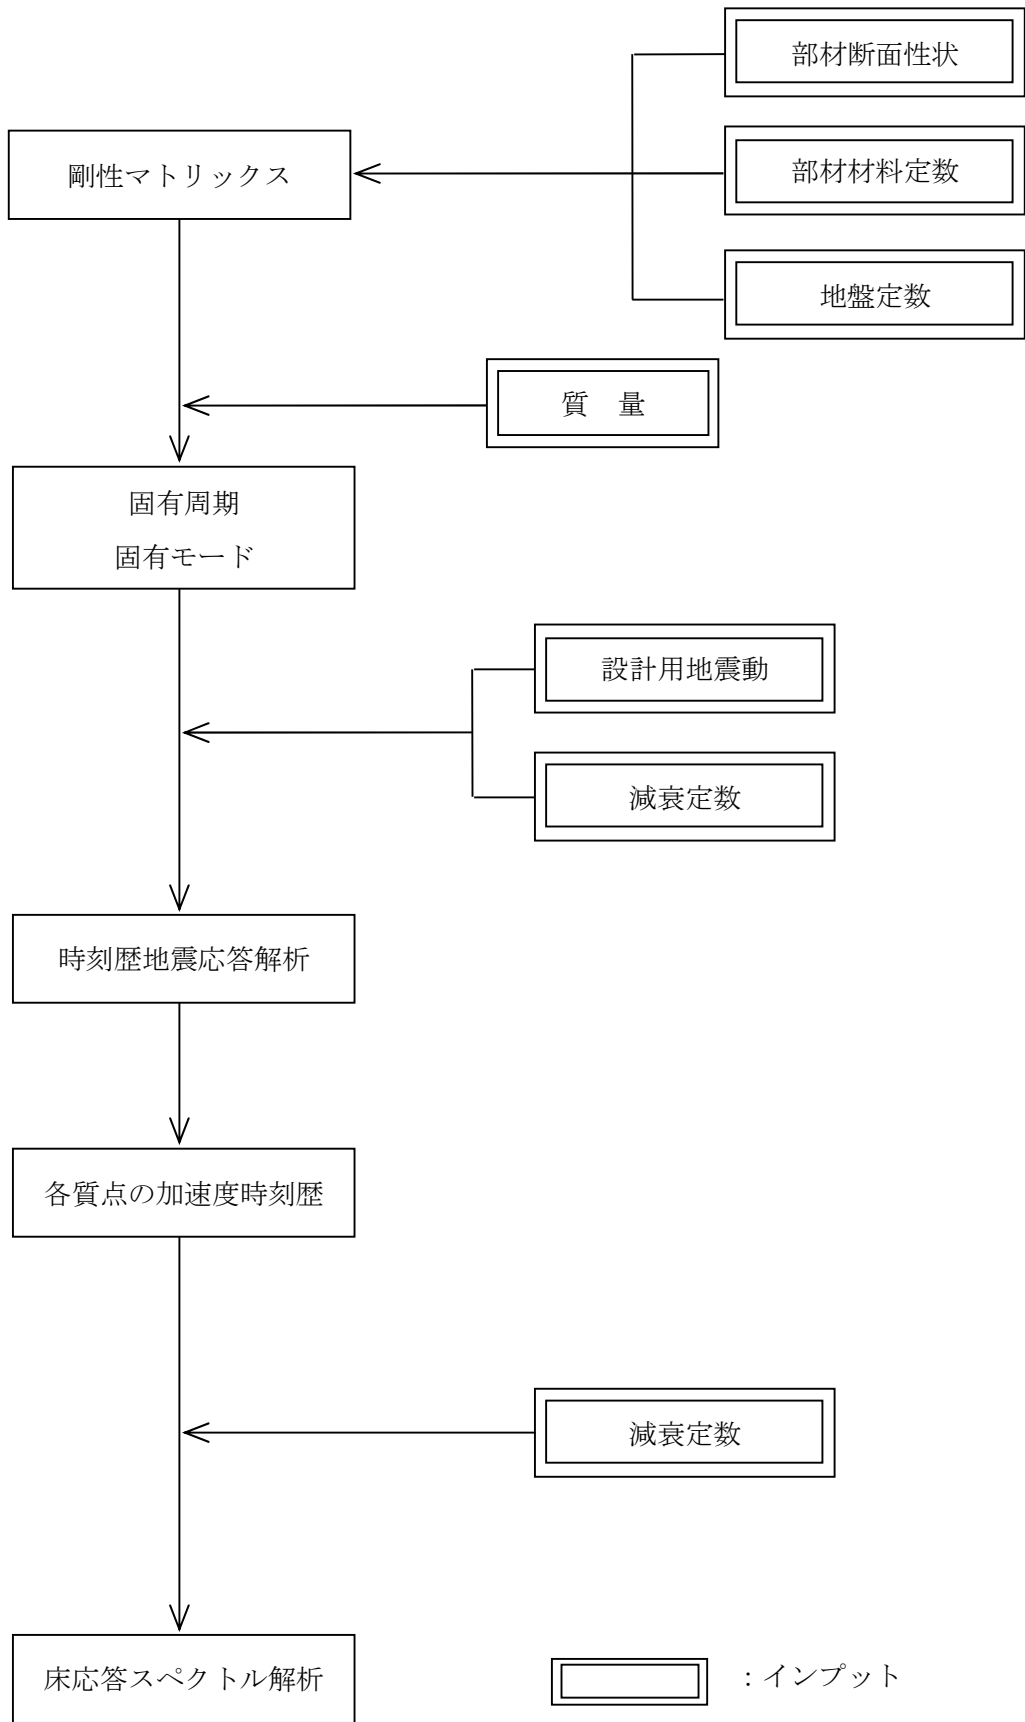 部材断面性状
剛性マトリックス
部材材料定数
地盤定数
質　量
固有周期
固有モード
設計用地震動
減衰定数
時刻歴地震応答解析
各質点の加速度時刻歴
減衰定数
床応答スペクトル解析
：インプット